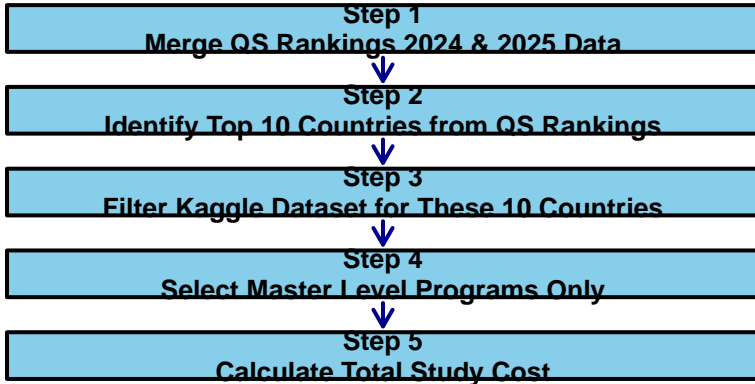 Step 1
Merge QS Rankings 2024 & 2025 Data
Step 2
Identify Top 10 Countries from QS Rankings
Step 3
Filter Kaggle Dataset for These 10 Countries
Step 4
Select Master Level Programs Only
Step 5
Calculate Total Study Cost